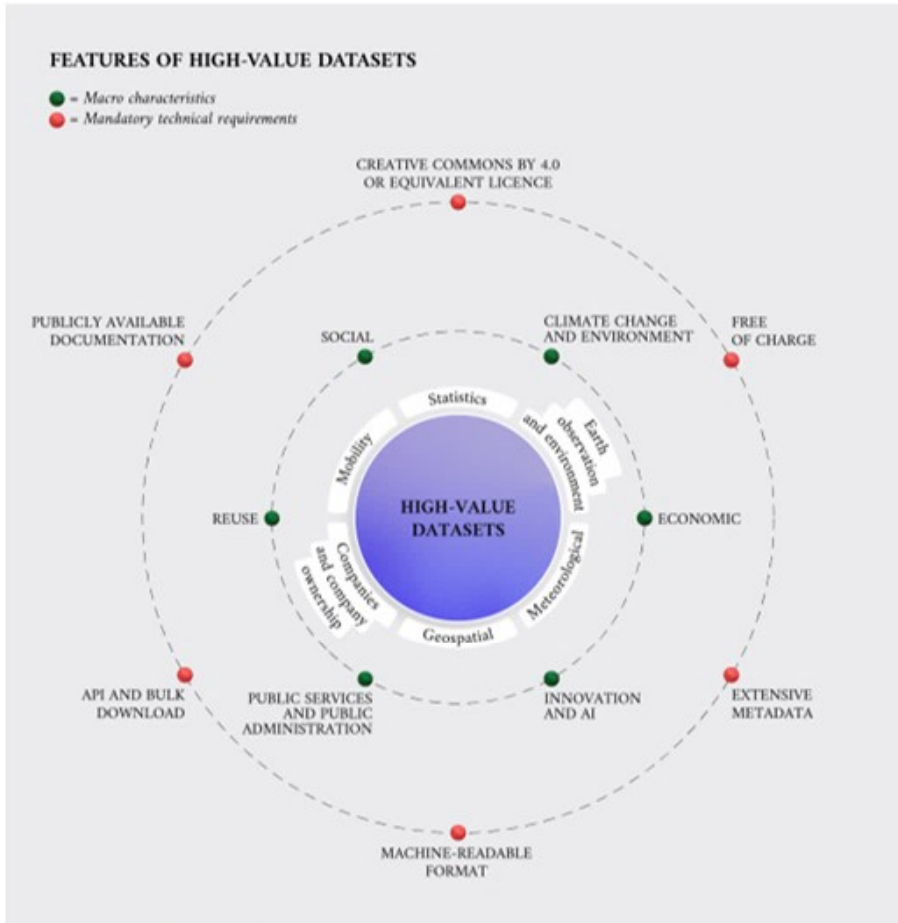 FEATURES OF HIGH-VALUE DATASETS
= Macro characteristics
= Mandatory technical requirements
CREATIVE COMMONS BY 4.0
OR EQUIVALENT LICENCE
PUBLICLY AVAILABLE
DOCUMENTATION
SOCIAL
CLIMATE CHANGE
AND ENVIRONMENT
FREE
OF CHARGE
Statistics
Earth
observation
and environment
Mobility
HIGH-VALUE
DATASETS
REUSE
ECONOMIC
Companies
and company
ownership
Meteorological
Geospatial
API AND BULK
DOWNLOAD
PUBLIC SERVICES
AND PUBLIC
ADMINISTRATION
INNOVATION
AND AI
EXTENSIVE
METADATA
MACHINE-READABLE
FORMAT